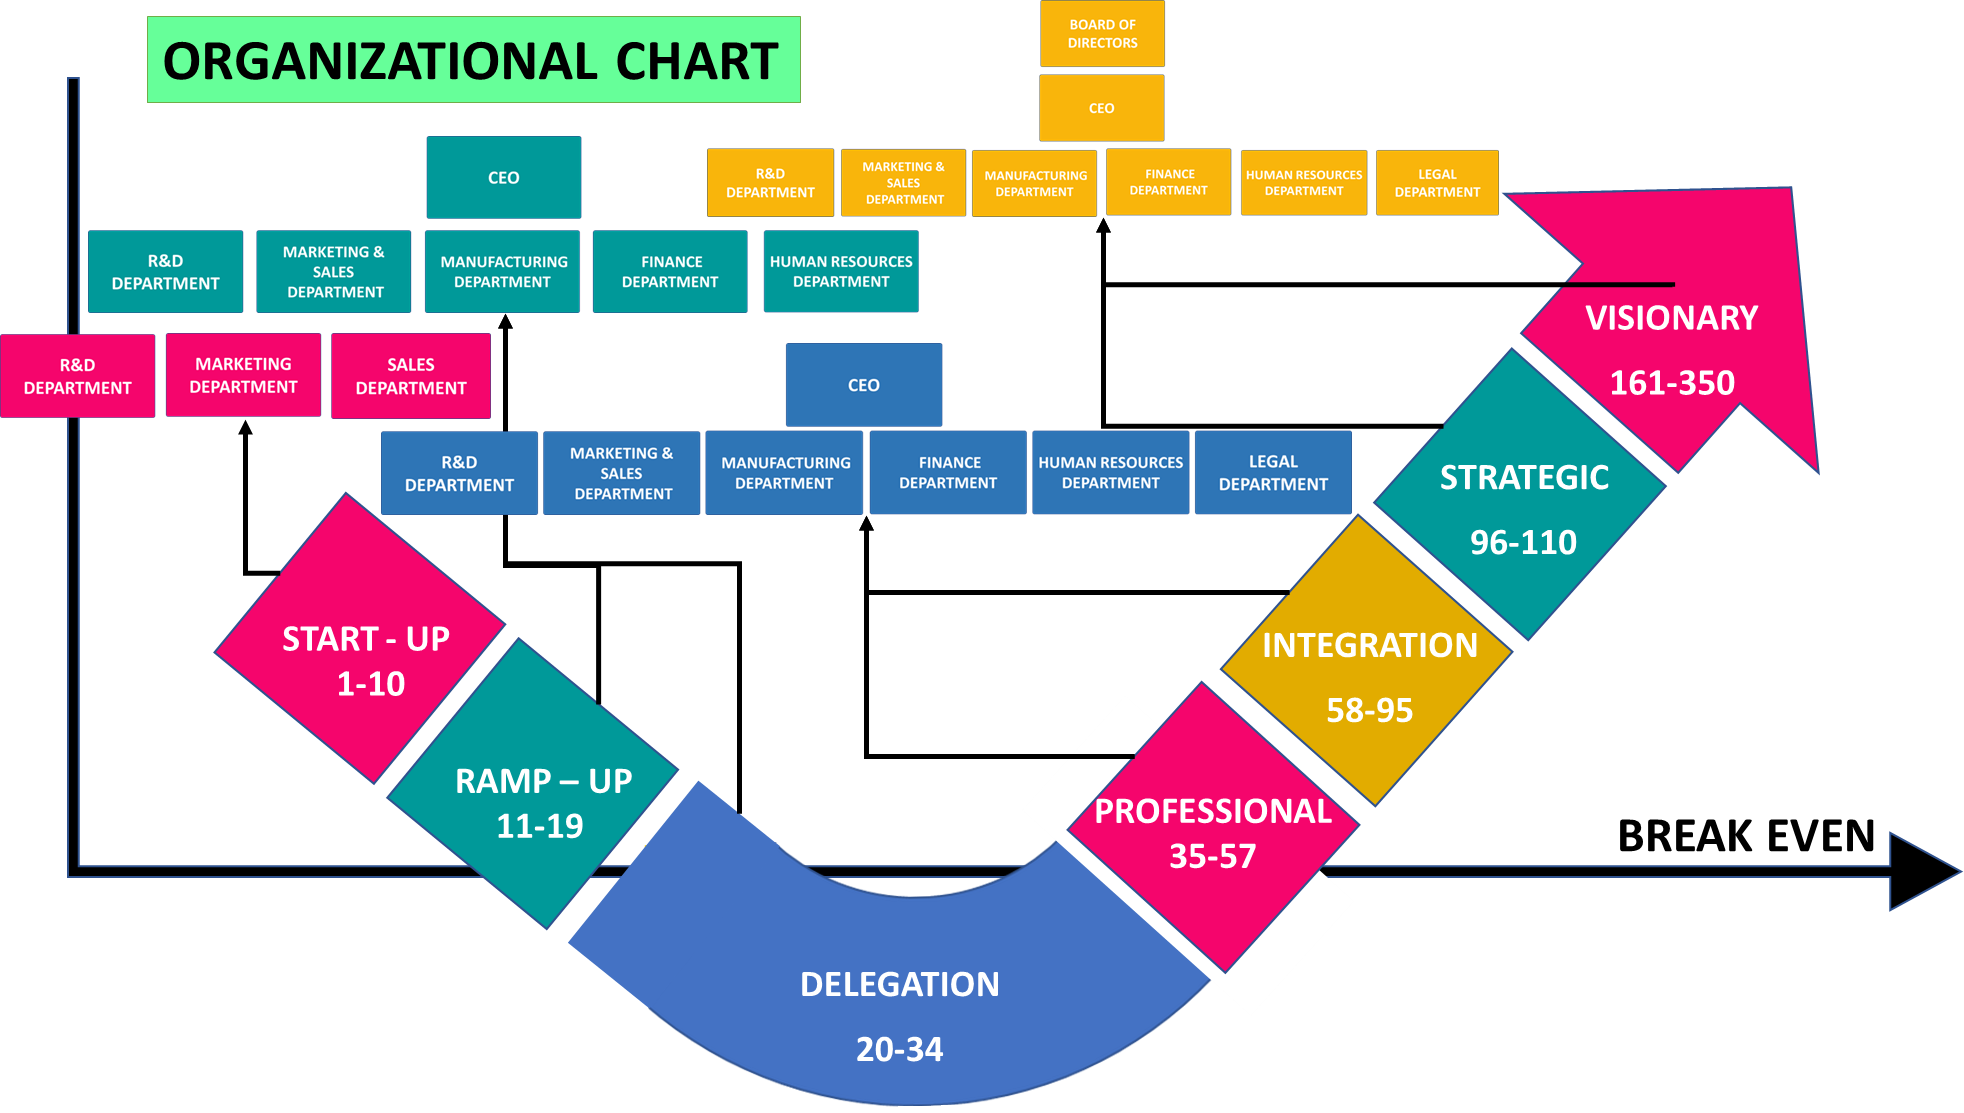 ORGANIZATIONAL CHART
BOARD OF
DIRECTORS
CEO
R&D
DEPARTMENT
MARKETING &
SALES
DEPARTMENT
MANUFACTURING
DEPARTMENT
FINANCE
DEPARTMENT
HUMAN RESOURCES
DEPARTMENT
LEGAL
DEPARTMENT
CEO
R&D
DEPARTMENT
MARKETING &
SALES
DEPARTMENT
MANUFACTURING
DEPARTMENT
FINANCE
DEPARTMENT
HUMAN RESOURCES
DEPARTMENT
R&D
DEPARTMENT
MARKETING
DEPARTMENT
SALES
DEPARTMENT
CEO
R&D
DEPARTMENT
MARKETING &
SALES
DEPARTMENT
MANUFACTURING
DEPARTMENT
FINANCE
DEPARTMENT
HUMAN RESOURCES
DEPARTMENT
LEGAL
DEPARTMENT
START - UP
1-10
RAMP – UP
11-19
DELEGATION
20-34
PROFESSIONAL
35-57
INTEGRATION
58-95
STRATEGIC
96-110
VISIONARY
161-350
BREAK EVEN